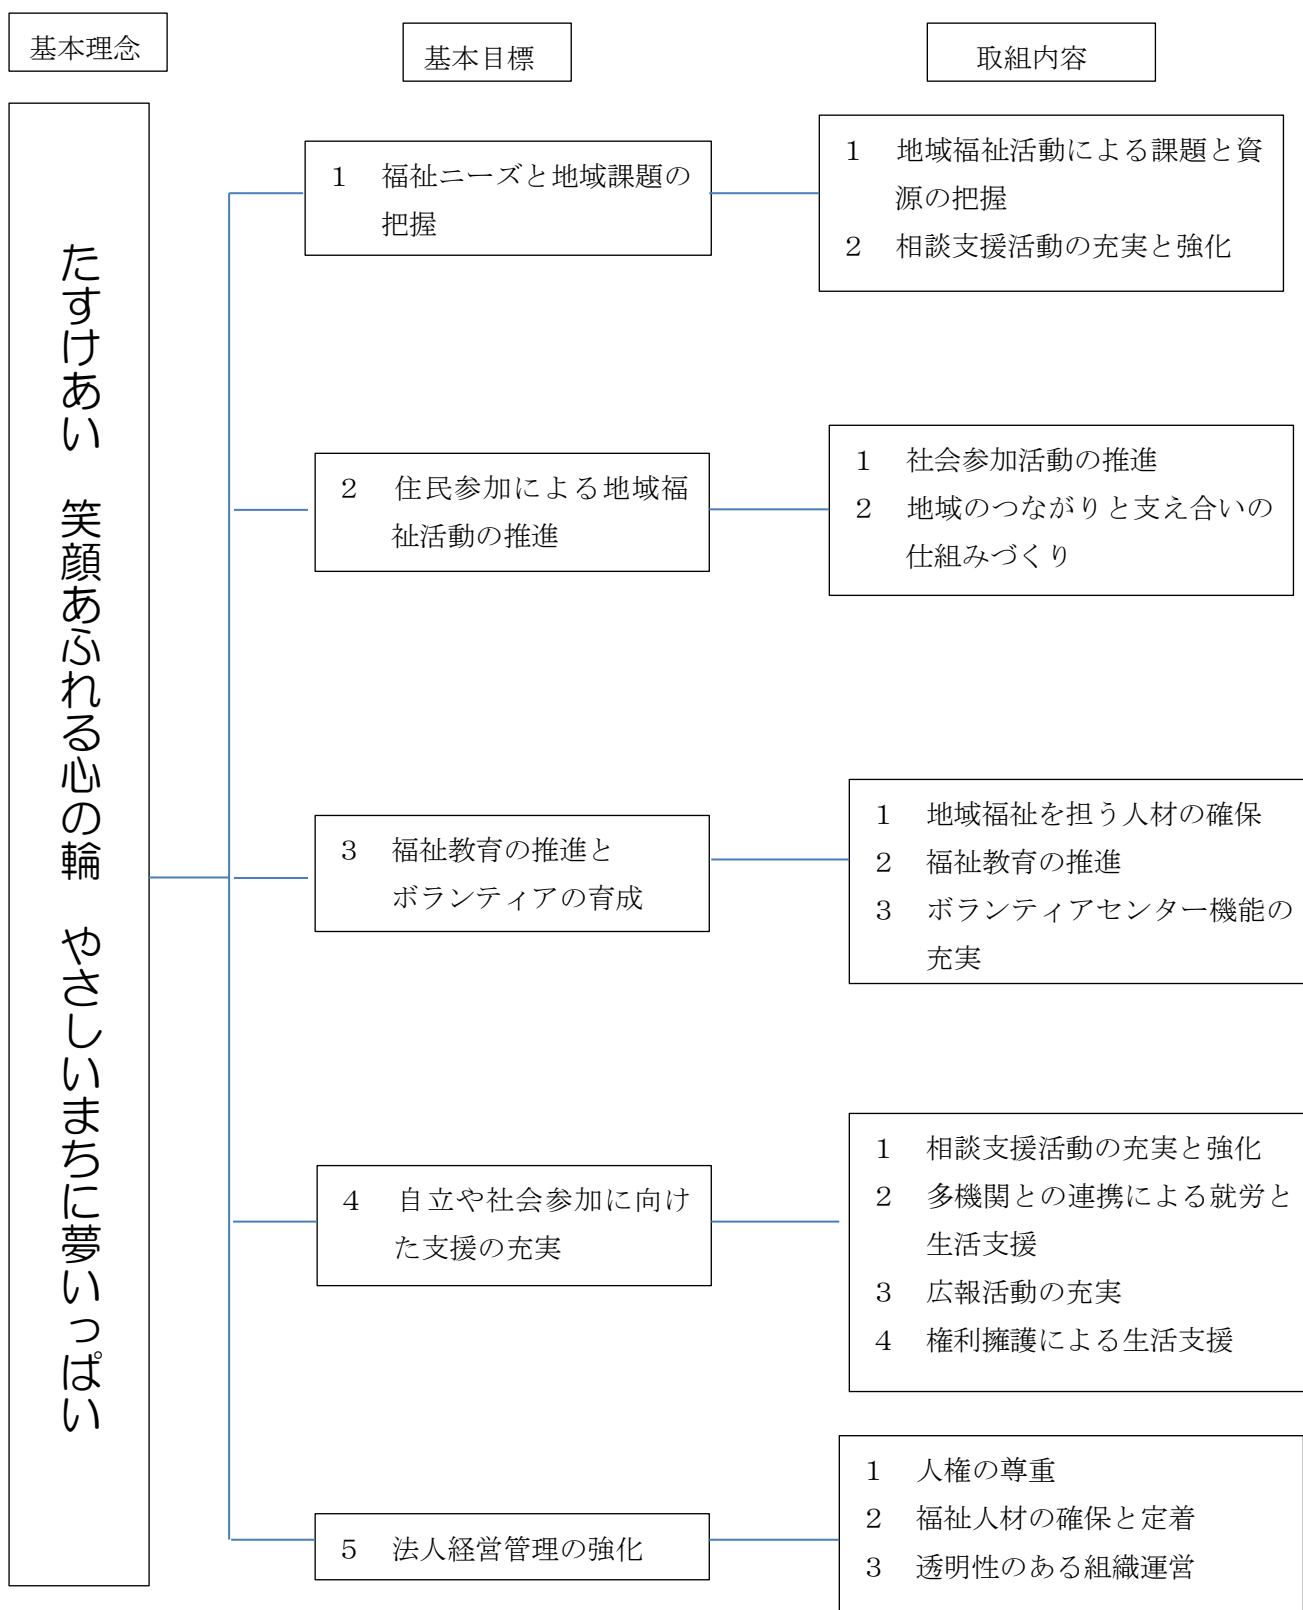 基本理念
基本目標
取組内容
たすけあい　笑顔あふれる心の輪　やさしいまちに夢いっぱい
１　福祉ニーズと地域課題の
把握
１　地域福祉活動による課題と資
源の把握
２　相談支援活動の充実と強化
２　住民参加による地域福
祉活動の推進
１　社会参加活動の推進
２　地域のつながりと支え合いの
仕組みづくり
３　福祉教育の推進と
ボランティアの育成
１　地域福祉を担う人材の確保
２　福祉教育の推進
３　ボランティアセンター機能の
充実
４　自立や社会参加に向け
た支援の充実
１　相談支援活動の充実と強化
２　多機関との連携による就労と
生活支援
３　広報活動の充実
４　権利擁護による生活支援
５　法人経営管理の強化
１　人権の尊重
２　福祉人材の確保と定着
３　透明性のある組織運営